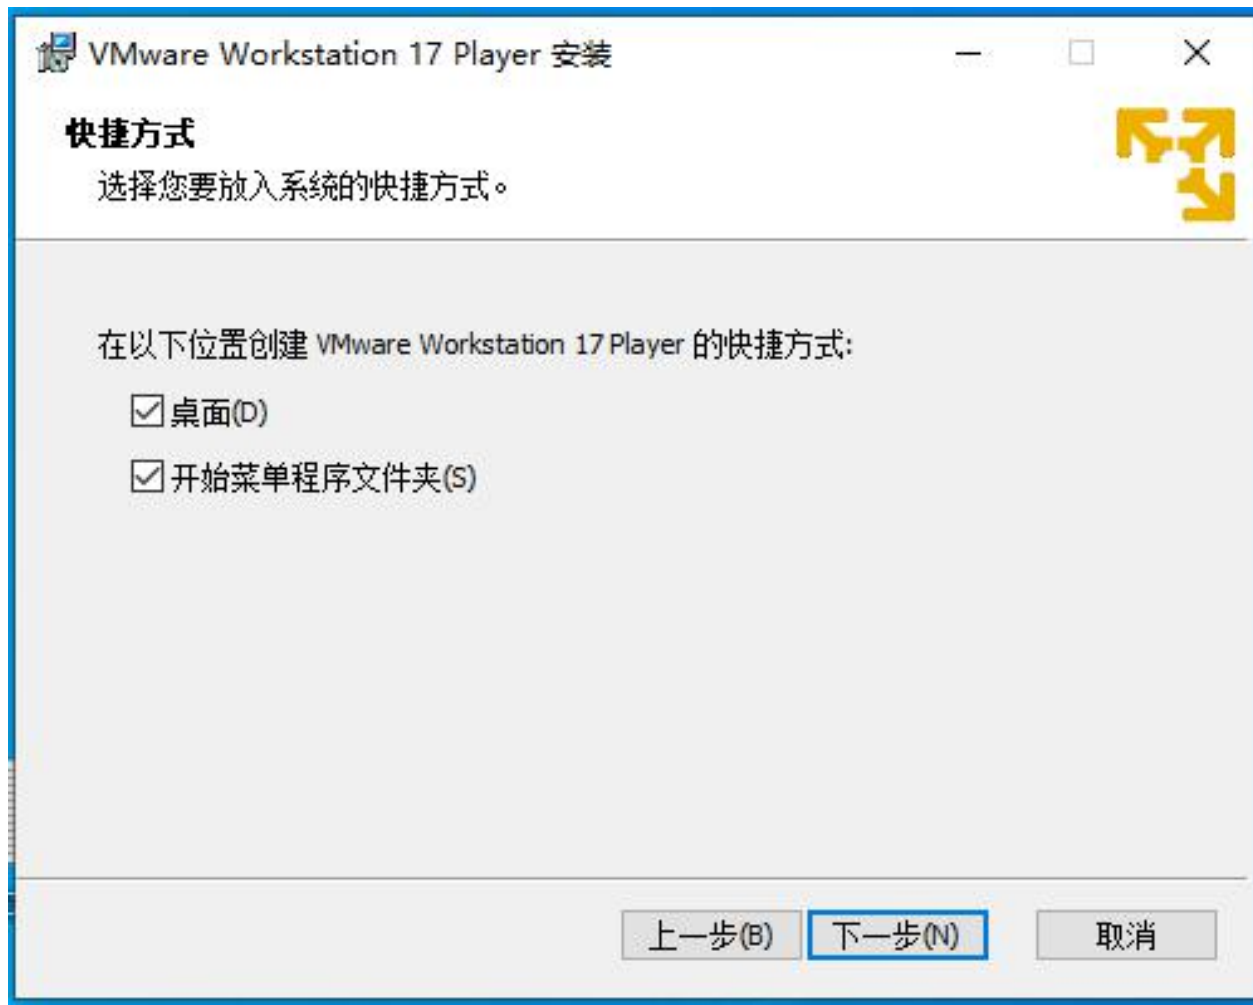 VMware Workstation 17 Player 安装
快捷方式
选择您要放入系统的快捷方式。
在以下位置创建 VMware Workstation 17 Player 的快捷方式:
桌面(D)
开始菜单程序文件夹(S)
上一步(B) 下一步(N) 取消